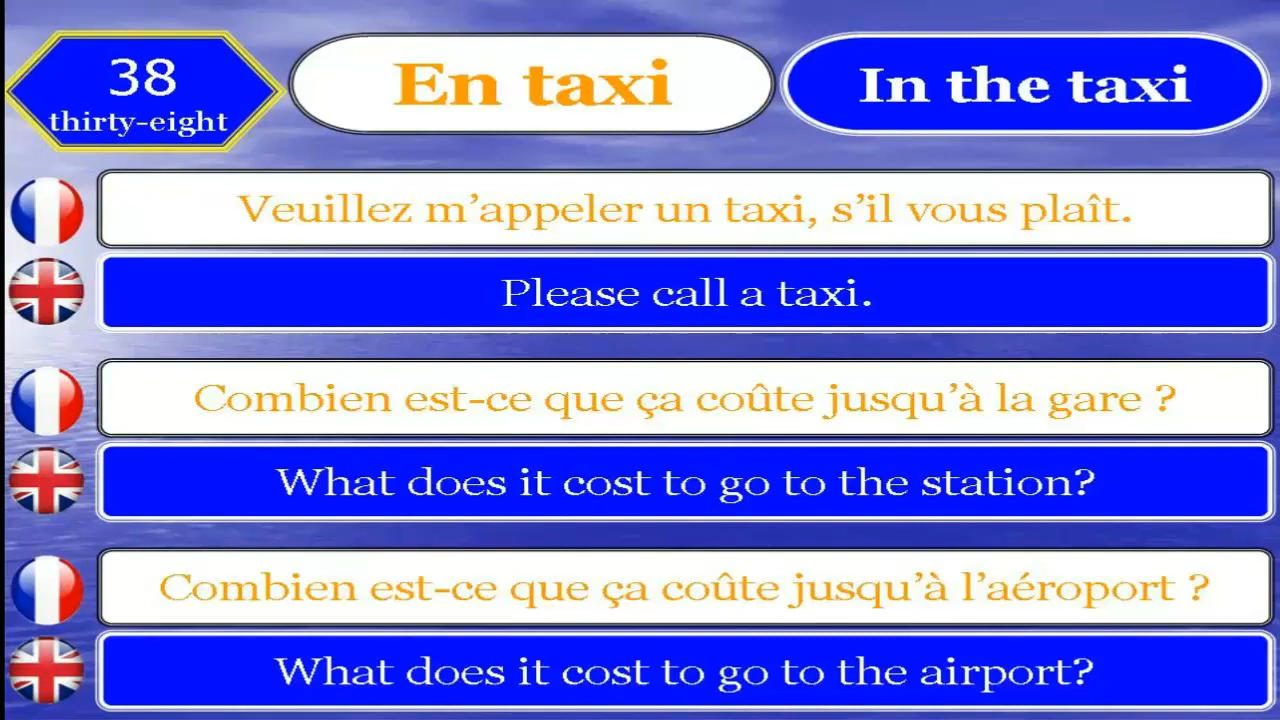 38
thirty-eight
En taxi
In the taxi
Veuillez m’appeler un taxi, s’il vous plaît.
Please call a taxi.
Combien est-ce que ça coûte jusqu’à la gare ?
What does it cost to go to the station?
Combien est-ce que ça coûte jusqu’à l’aéroport ?
What does it cost to go to the airport?